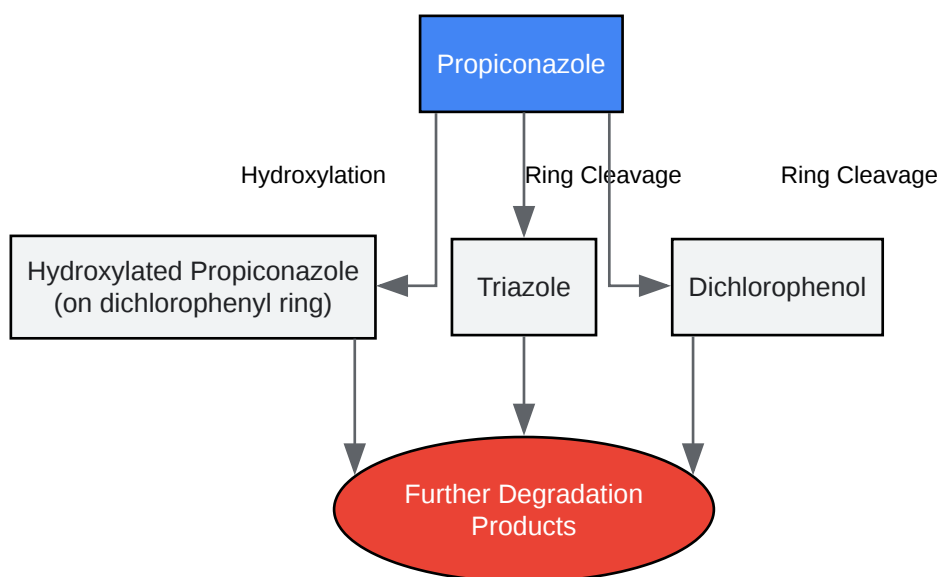 Propiconazole
Hydroxylation
Ring Cleavage
Ring Cleavage
Hydroxylated Propiconazole
(on dichlorophenyl ring)
Triazole
Dichlorophenol
Further Degradation
Products